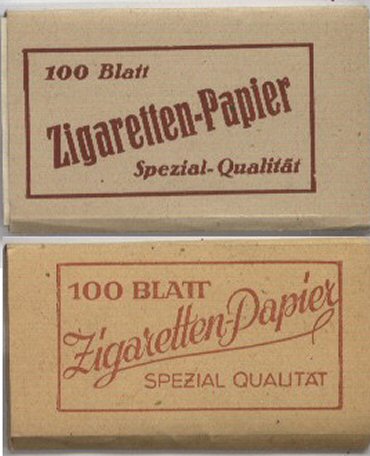 100 Blatt
Zigaretten-Papier
Spezial-Qualität
100 BLATT
Zigaretten-Papier
SPEZIAL QUALITÄT